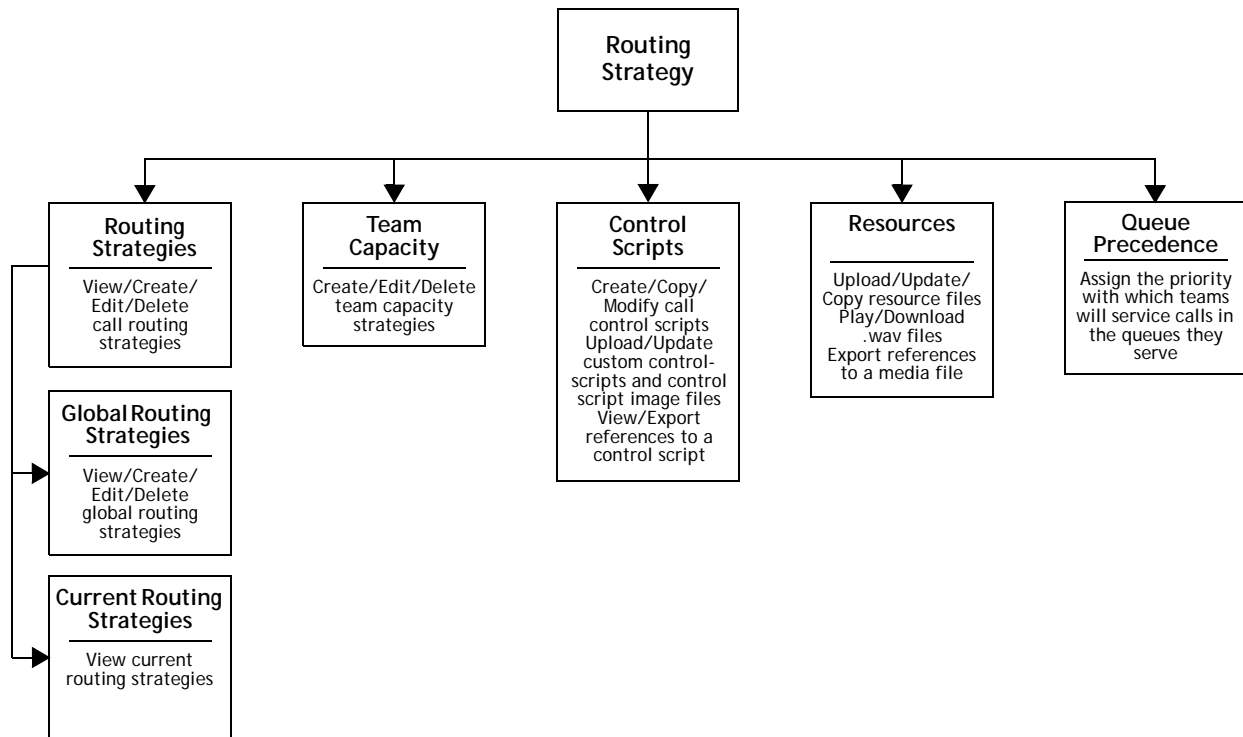 Routing
Strategy
Routing
Strategies
View/Create/
Edit/Delete
call routing
strategies
Global Routing
Strategies
View/Create/
Edit/Delete
global routing
strategies
Current Routing
Strategies
View current
routing strategies
Team
Capacity
Create/Edit/Delete
team capacity
strategies
Control
Scripts
Create/Copy/
Modify call
control scripts
Upload/Update
custom control-
scripts and control
script image files
View/Export
references to a
control script
Resources
Upload/Update/
Copy resource files
Play/Download
.wav files
Export references
to a media file
Queue
Precedence
Assign the priority
with which teams
will service calls in
the queues they
serve